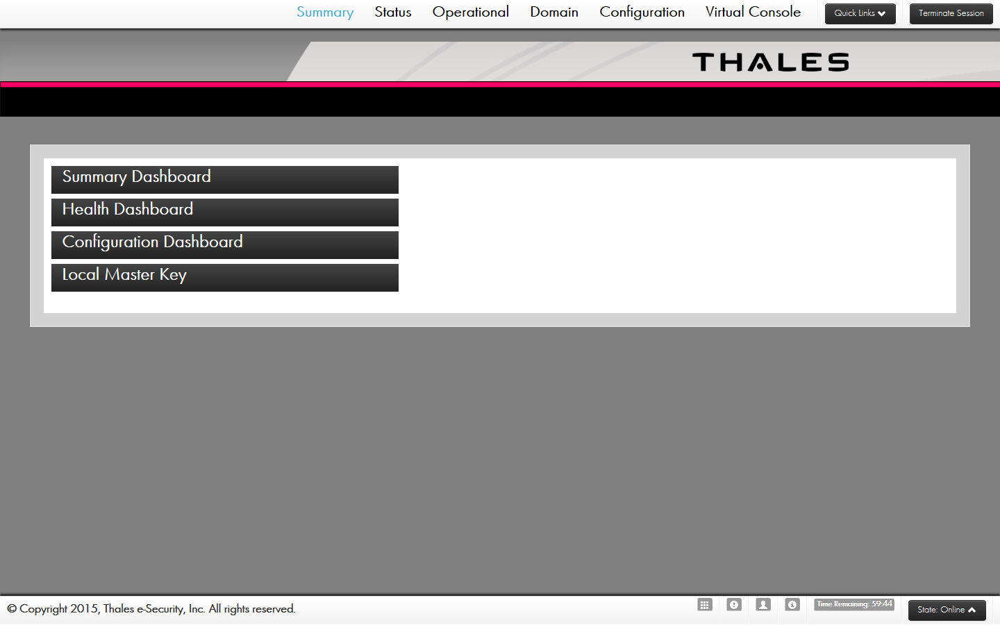 Summary Status Operational Domain Configuration Virtual Console Quick Links Terminate Session
THALES
Summary Dashboard
Health Dashboard
Configuration Dashboard
Local Master Key
© Copyright 2015, Thales e-Security, Inc. All rights reserved. Time Remaining: 59:44 State: Online